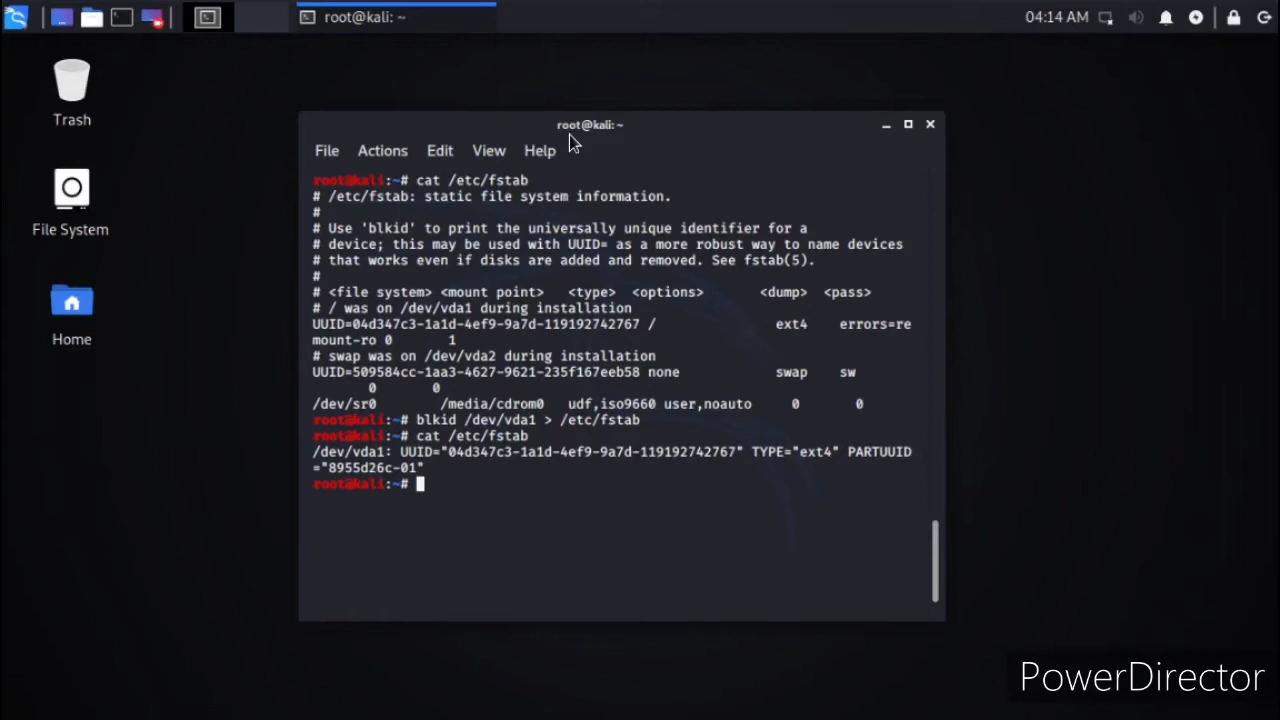 root@kali: ~
04:14 AM
Trash
File System
Home
root@kali: ~
File Actions Edit View Help
root@kali:~# cat /etc/fstab
# /etc/fstab: static file system information.
#
# Use 'blkid' to print the universally unique identifier for a
# device; this may be used with UUID= as a more robust way to name devices
# that works even if disks are added and removed. See fstab(5).
#
# <file system> <mount point>   <type>  <options>       <dump>  <pass>
# / was on /dev/vda1 during installation
UUID=04d347c3-1a1d-4ef9-9a7d-119192742767 /               ext4    errors=re
mount-ro 0       1
# swap was on /dev/vda2 during installation
UUID=509584cc-1aa3-4627-9621-235f167eeb58 none            swap    sw
       0       0
/dev/sr0        /media/cdrom0   udf,iso9660 user,noauto     0       0
root@kali:~# blkid /dev/vda1 > /etc/fstab
root@kali:~# cat /etc/fstab
/dev/vda1: UUID="04d347c3-1a1d-4ef9-9a7d-119192742767" TYPE="ext4" PARTUUID
="8955d26c-01"
root@kali:~#
PowerDirector